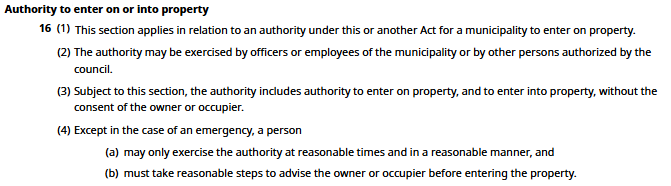 Authority to enter on or into property
16 (1) This section applies in relation to an authority under this or another Act for a municipality to enter on property.
(2) The authority may be exercised by officers or employees of the municipality or by other persons authorized by the
council.
(3) Subject to this section, the authority includes authority to enter on property, and to enter into property, without the
consent of the owner or occupier.
(4) Except in the case of an emergency, a person
(a) may only exercise the authority at reasonable times and in a reasonable manner, and
(b) must take reasonable steps to advise the owner or occupier before entering the property.